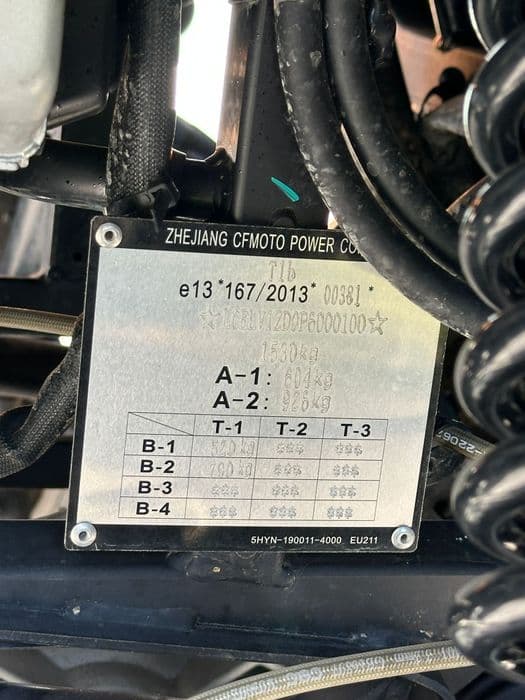 ZHEJIANG CFMOTO POWER CO.
T1b
e13*167/2013*00381*
1530kg
A-1: 604kg
A-2: 926kg
T-1 T-2 T-3
B-1 520kg *** ***
B-2 *** ***
B-3 *** *** ***
B-4 *** *** ***
5HYN-190011-4000 EU211